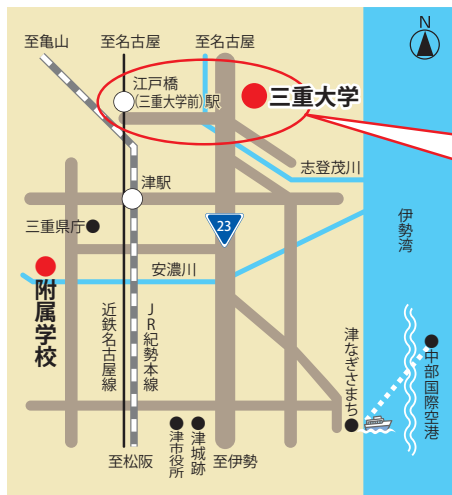 N
至亀山
至名古屋
至名古屋
江戸橋
(三重大学前)駅
三重大学
志登茂川
津駅
三重県庁
23
伊勢湾
安濃川
附属学校
近鉄名古屋線
JR紀勢本線
津なぎさまち
中部国際空港
津市役所
津城跡
至松阪
至伊勢